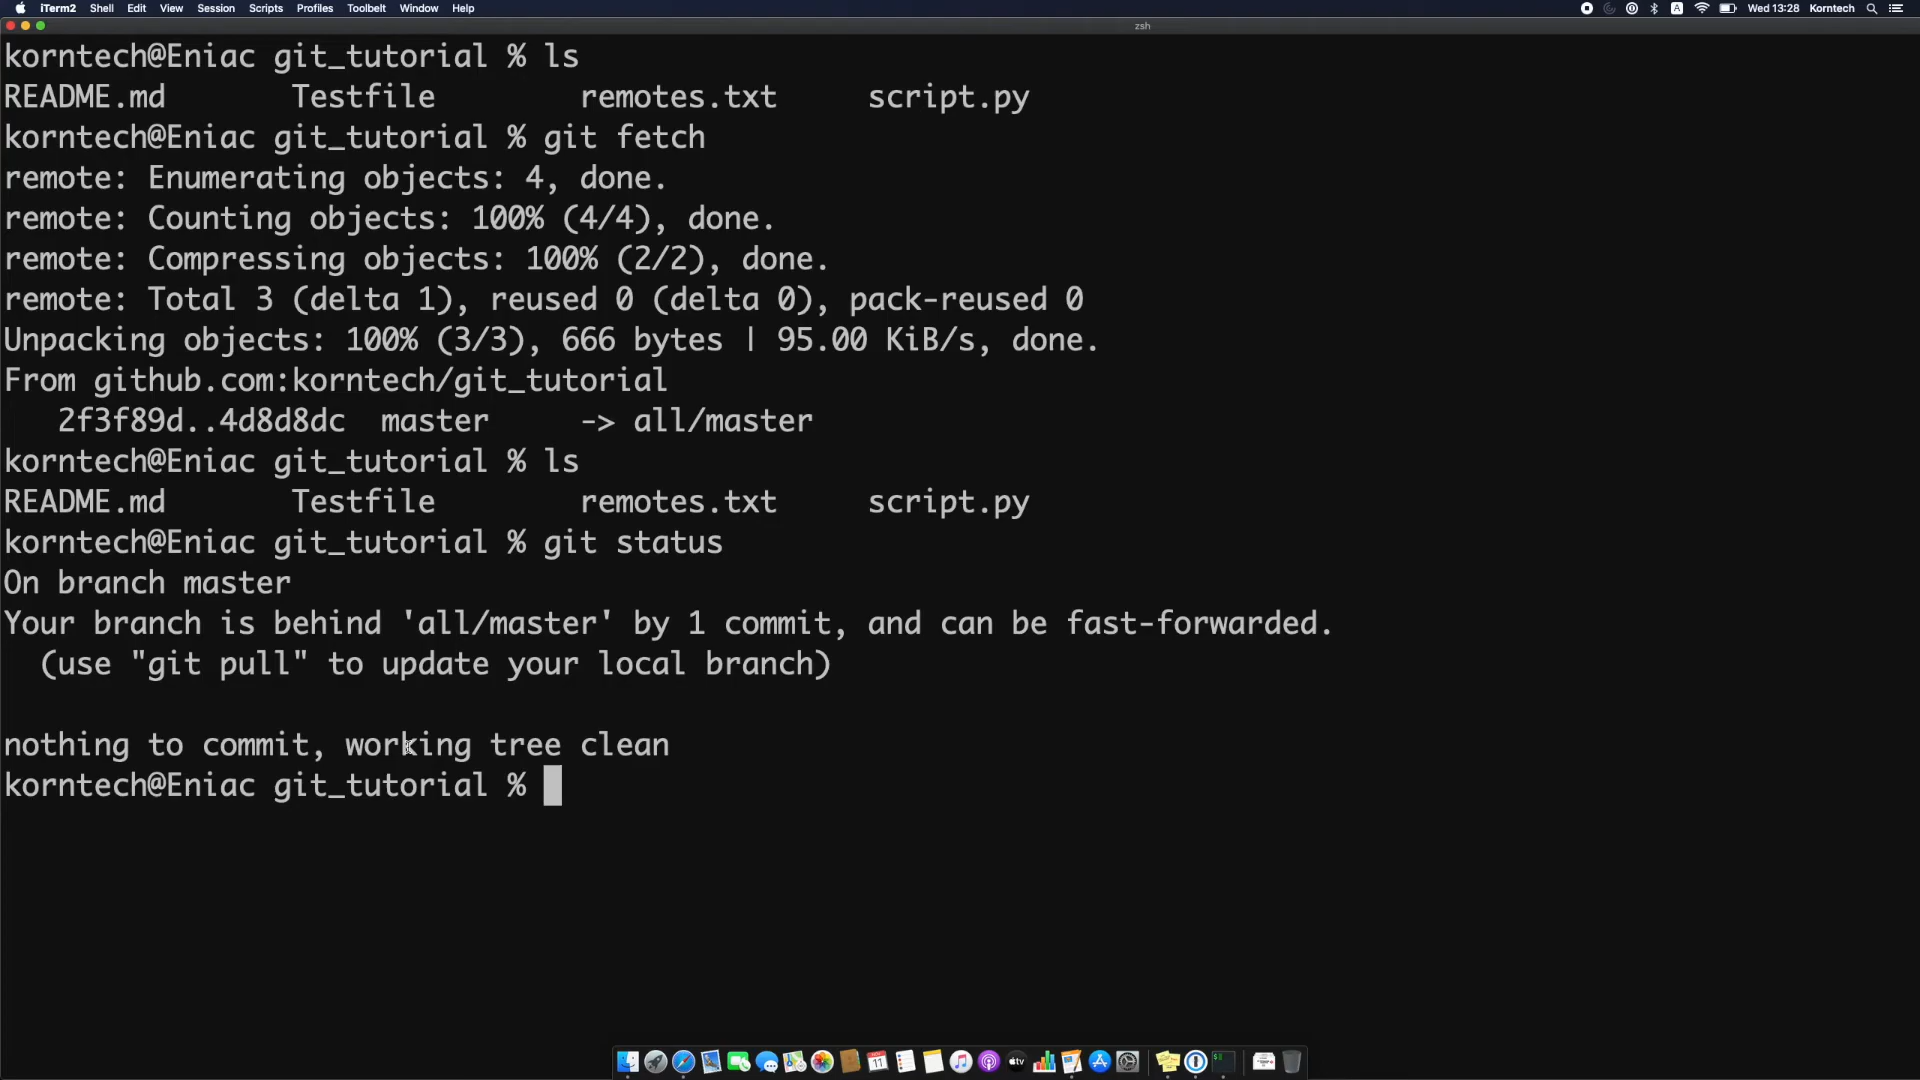 iTerm2 Shell Edit View Session Scripts Profiles Toolbelt Window Help A Wed 13:28 Korntech
zsh
korntech@Eniac git_tutorial % ls
README.md Testfile remotes.txt script.py
korntech@Eniac git_tutorial % git fetch
remote: Enumerating objects: 4, done.
remote: Counting objects: 100% (4/4), done.
remote: Compressing objects: 100% (2/2), done.
remote: Total 3 (delta 1), reused 0 (delta 0), pack-reused 0
Unpacking objects: 100% (3/3), 666 bytes | 95.00 KiB/s, done.
From github.com:korntech/git_tutorial
2f3f89d..4d8d8dc master -> all/master
korntech@Eniac git_tutorial % ls
README.md Testfile remotes.txt script.py
korntech@Eniac git_tutorial % git status
On branch master
Your branch is behind 'all/master' by 1 commit, and can be fast-forwarded.
(use "git pull" to update your local branch)
nothing to commit, working tree clean
korntech@Eniac git_tutorial %
11 tv $